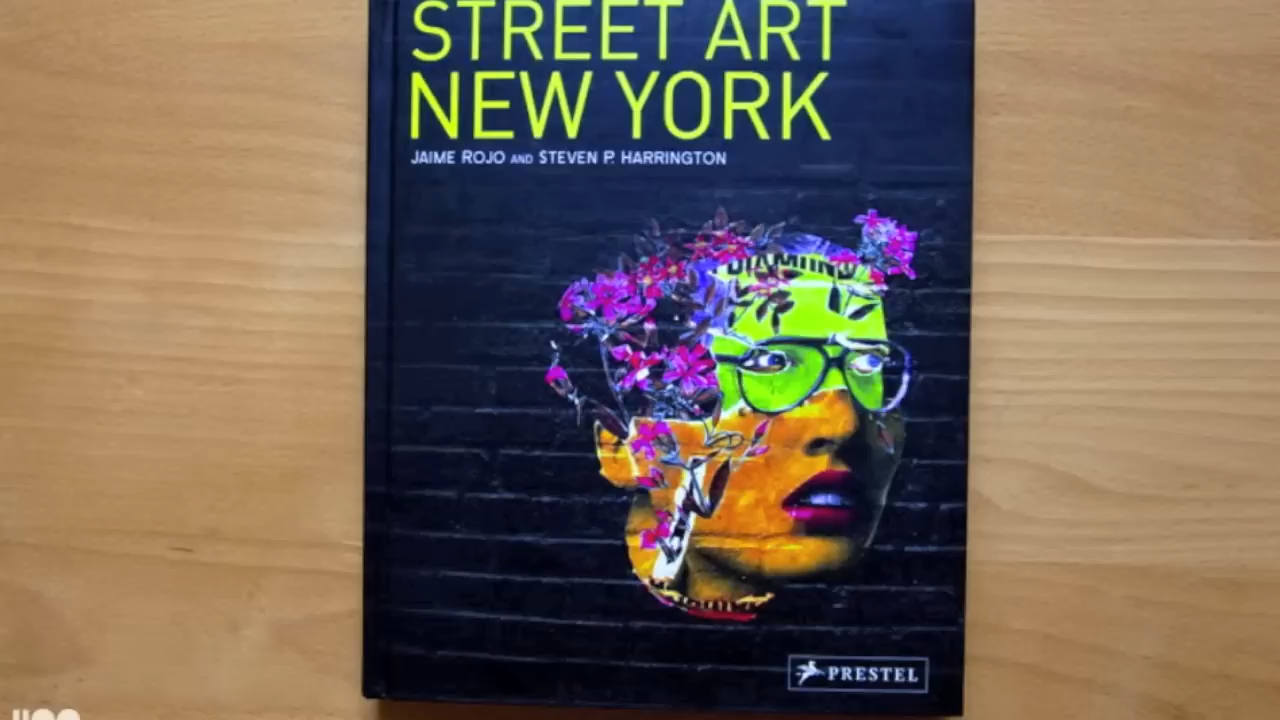 STREET ART
NEW YORK
JAIME ROJO AND STEVEN P. HARRINGTON
DIAMOND
PRESTEL